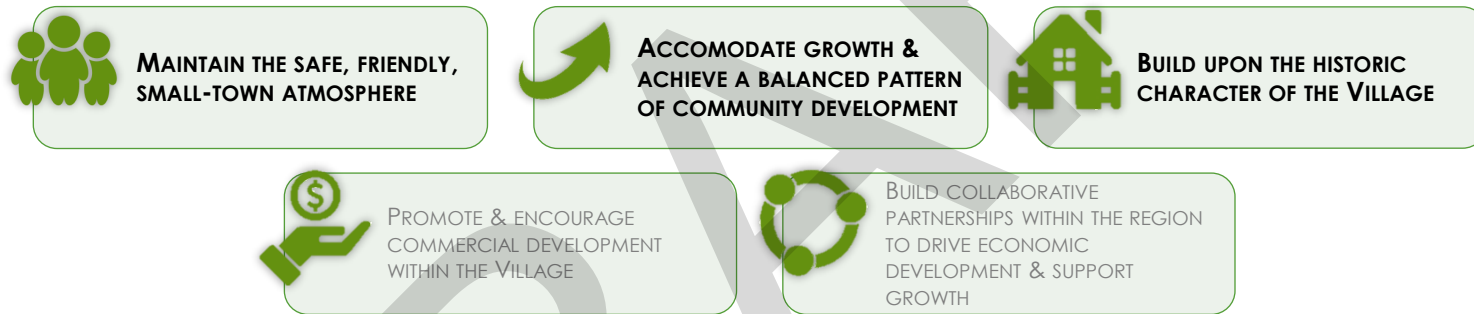 MAINTAIN THE SAFE, FRIENDLY,
SMALL-TOWN ATMOSPHERE
ACCOMODATE GROWTH &
ACHIEVE A BALANCED PATTERN
OF COMMUNITY DEVELOPMENT
BUILD UPON THE HISTORIC
CHARACTER OF THE VILLAGE
$
PROMOTE & ENCOURAGE
COMMERCIAL DEVELOPMENT
WITHIN THE VILLAGE
BUILD COLLABORATIVE
PARTNERSHIPS WITHIN THE REGION
TO DRIVE ECONOMIC
DEVELOPMENT & SUPPORT
GROWTH